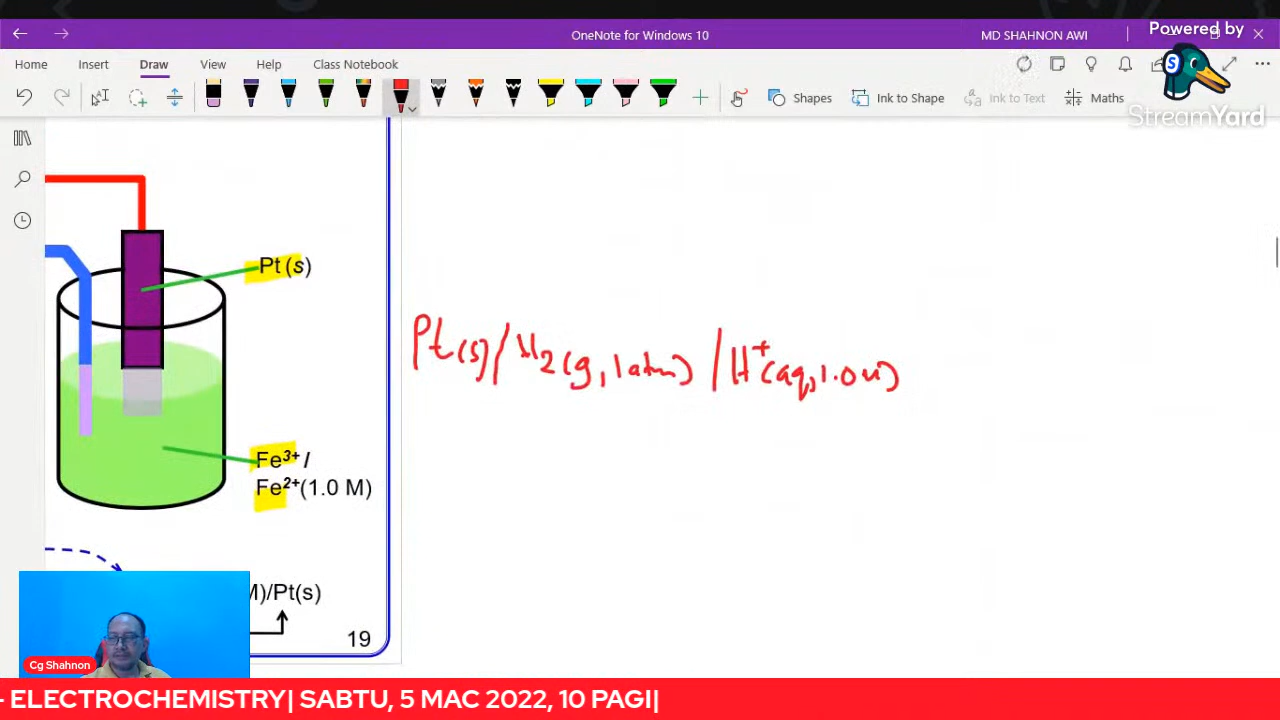 Powered by
OneNote for Windows 10
MD SHAHNON AWI
Home Insert Draw View Help Class Notebook
Shapes Ink to Shape Ink to Text Maths
StreamYard
Pt (s)
Pt(s)/H2(g, 1 atm) /H+(aq, 1.0M)
Fe3+ /
Fe2+(1.0 M)
M)/Pt(s)
19
Cg Shahnon
- ELECTROCHEMISTRY| SABTU, 5 MAC 2022, 10 PAGI|